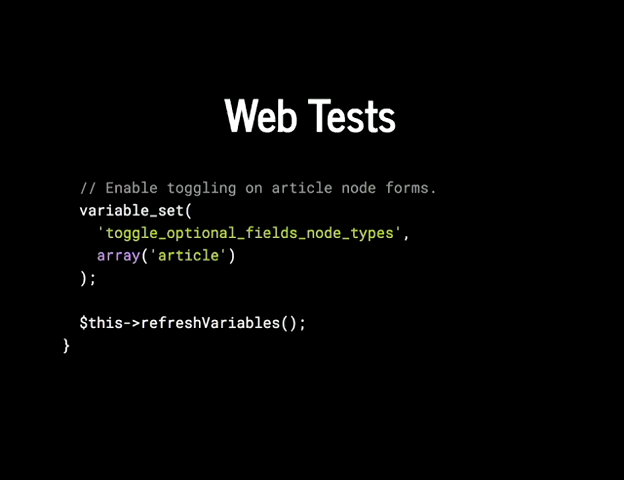 Web Tests
// Enable toggling on article node forms.
variable_set(
'toggle_optional_fields_node_types',
array('article')
);
$this->refreshVariables();
}